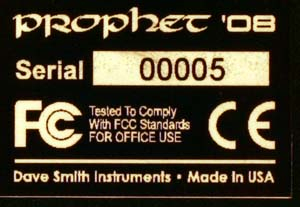 PROPHET '08
Serial 00005
FC Tested To Comply
With FCC Standards
FOR OFFICE USE
CE
Dave Smith Instruments • Made In USA